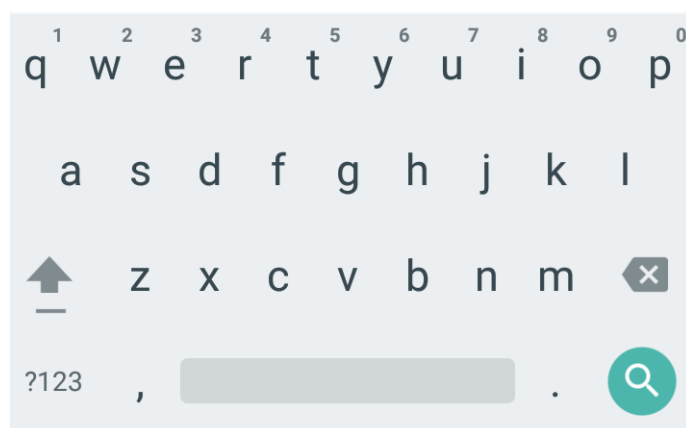 1 2 3 4 5 6 7 8 9 0
q w e r t y u i o p
a s d f g h j k l
z x c v b n m
?123 , .